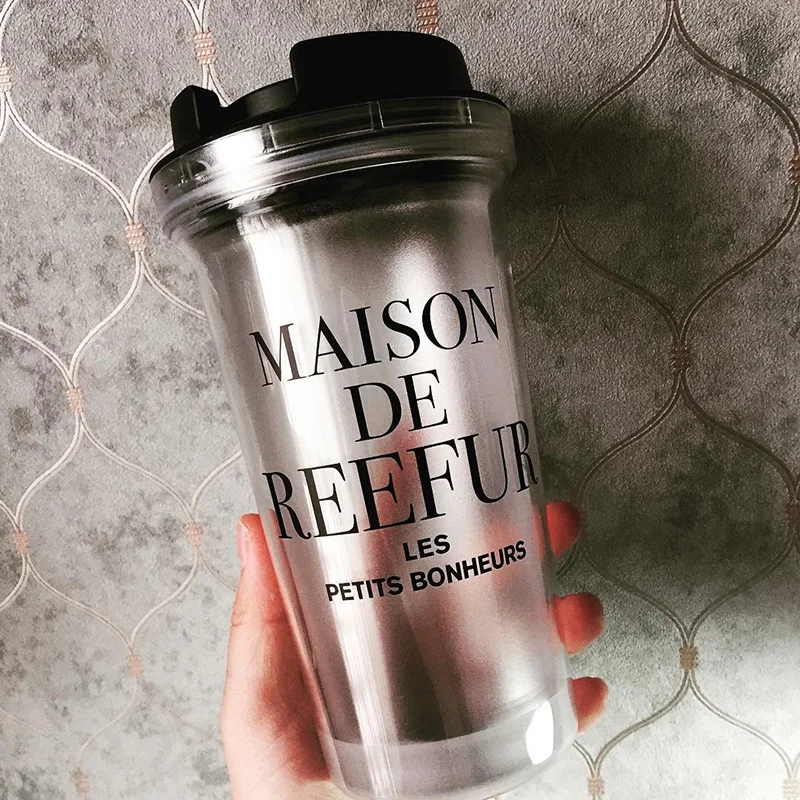 MAISON
DE
REEFUR
LES
PETITS BONHEURS